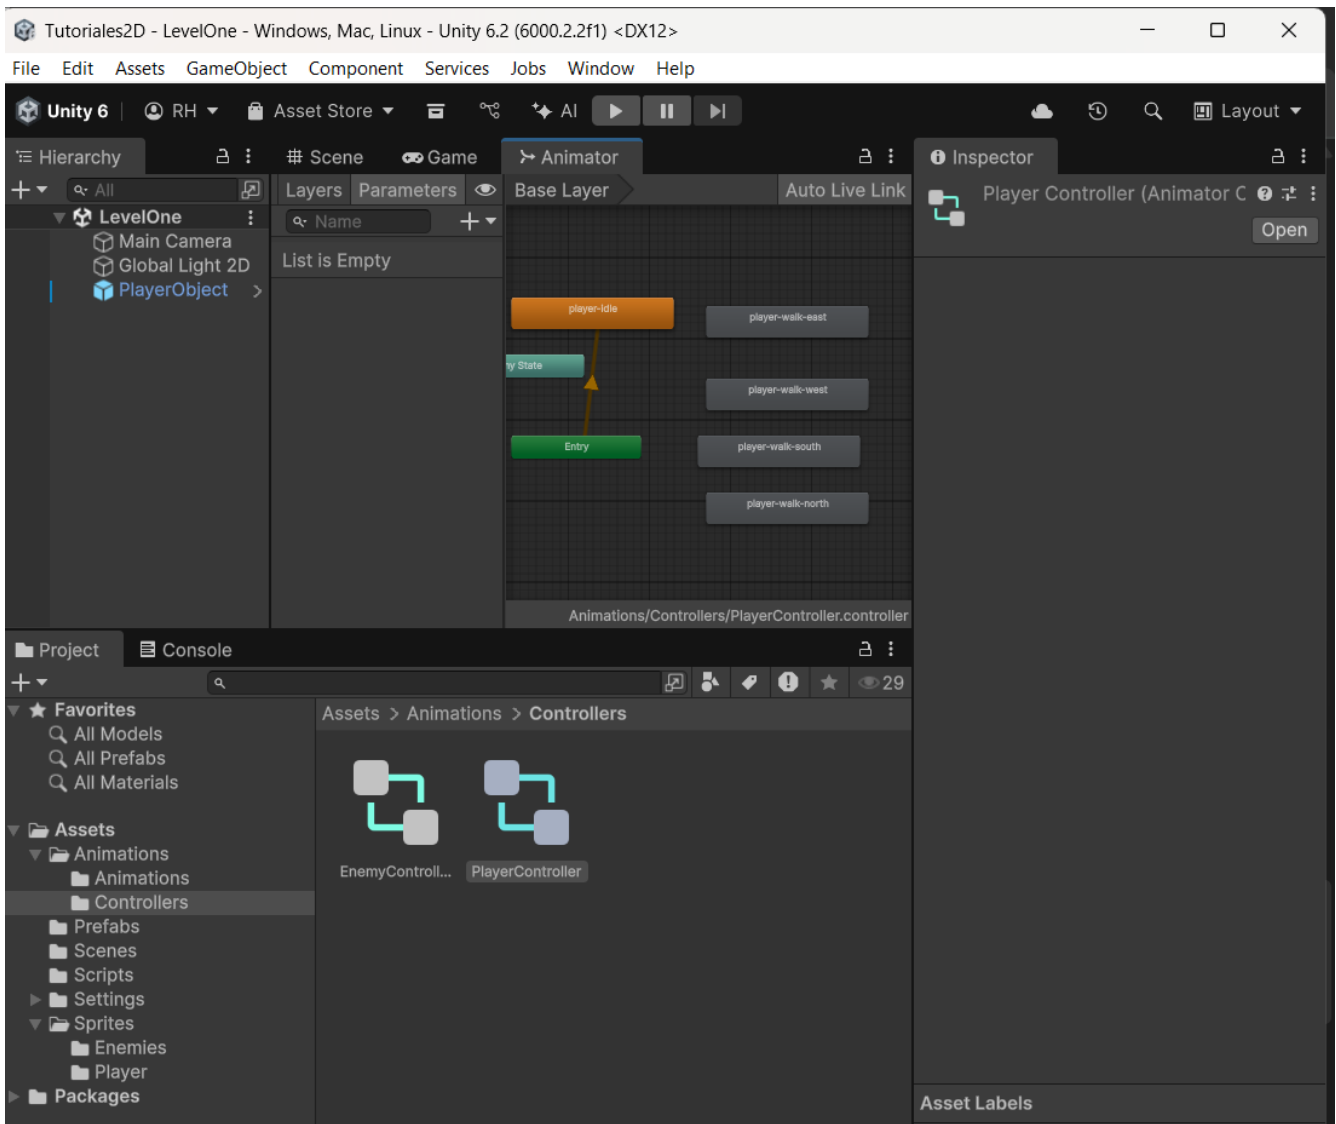 Tutoriales2D - LevelOne - Windows, Mac, Linux - Unity 6.2 (6000.2.2f1) <DX12>
File Edit Assets GameObject Component Services Jobs Window Help
Unity 6 RH Asset Store AI Layout
Hierarchy
All
LevelOne
Main Camera
Global Light 2D
PlayerObject
Scene Game Animator
Layers Parameters Base Layer Auto Live Link
Name
List is Empty
player-Idle
player-walk-east
ny State
player-walk-west
Entry
player-walk-south
player-walk-north
Animations/Controllers/PlayerController.controller
Inspector
Player Controller (Animator C
Open
Asset Labels
Project Console
29
Favorites
All Models
All Prefabs
All Materials
Assets
Animations
Animations
Controllers
Prefabs
Scenes
Scripts
Settings
Sprites
Enemies
Player
Packages
Assets > Animations > Controllers
EnemyControll... PlayerController